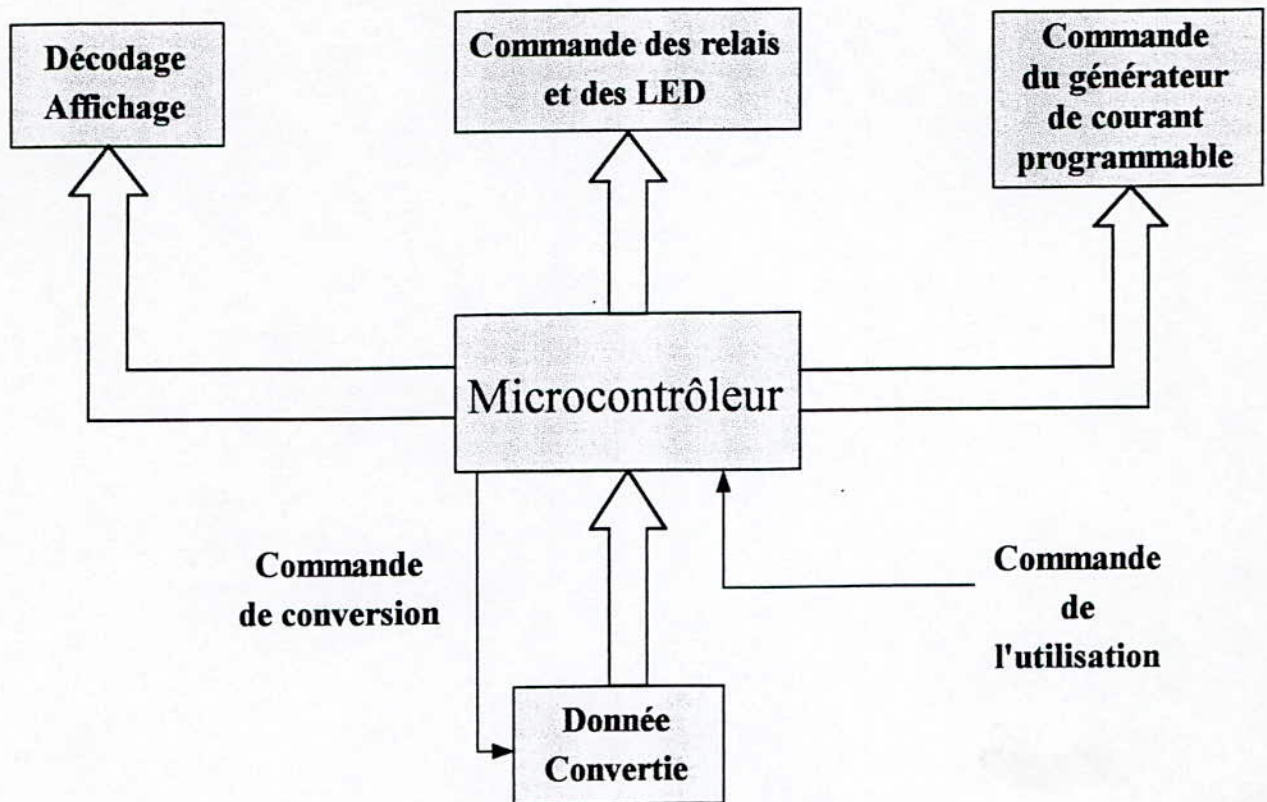 Décodage
Affichage
Commande des relais
et des LED
Commande
du générateur
de courant
programmable
Microcontrôleur
Commande
de conversion
Commande
de
l'utilisation
Donnée
Convertie